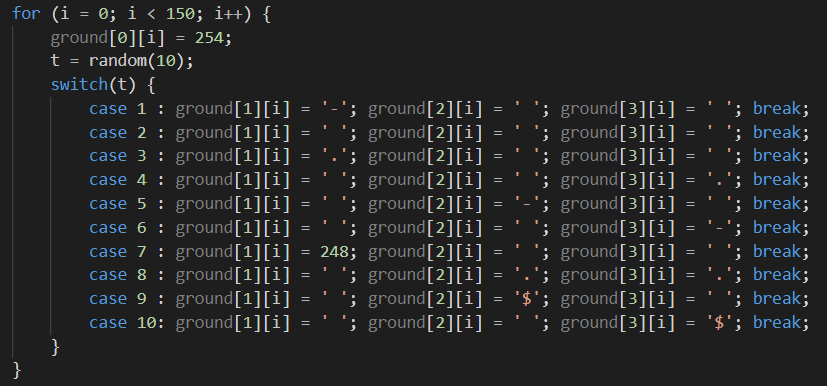 for (i = 0; i < 150; i++) {
    ground[0][i] = 254;
    t = random(10);
    switch(t) {
        case 1 : ground[1][i] = '-'; ground[2][i] = ' '; ground[3][i] = ' '; break;
        case 2 : ground[1][i] = ' '; ground[2][i] = ' '; ground[3][i] = ' '; break;
        case 3 : ground[1][i] = '.'; ground[2][i] = ' '; ground[3][i] = ' '; break;
        case 4 : ground[1][i] = ' '; ground[2][i] = ' '; ground[3][i] = '.'; break;
        case 5 : ground[1][i] = ' '; ground[2][i] = '-'; ground[3][i] = ' '; break;
        case 6 : ground[1][i] = ' '; ground[2][i] = ' '; ground[3][i] = '-'; break;
        case 7 : ground[1][i] = 248; ground[2][i] = ' '; ground[3][i] = ' '; break;
        case 8 : ground[1][i] = ' '; ground[2][i] = '.'; ground[3][i] = '.'; break;
        case 9 : ground[1][i] = ' '; ground[2][i] = '$'; ground[3][i] = ' '; break;
        case 10: ground[1][i] = ' '; ground[2][i] = ' '; ground[3][i] = '$'; break;
    }
}